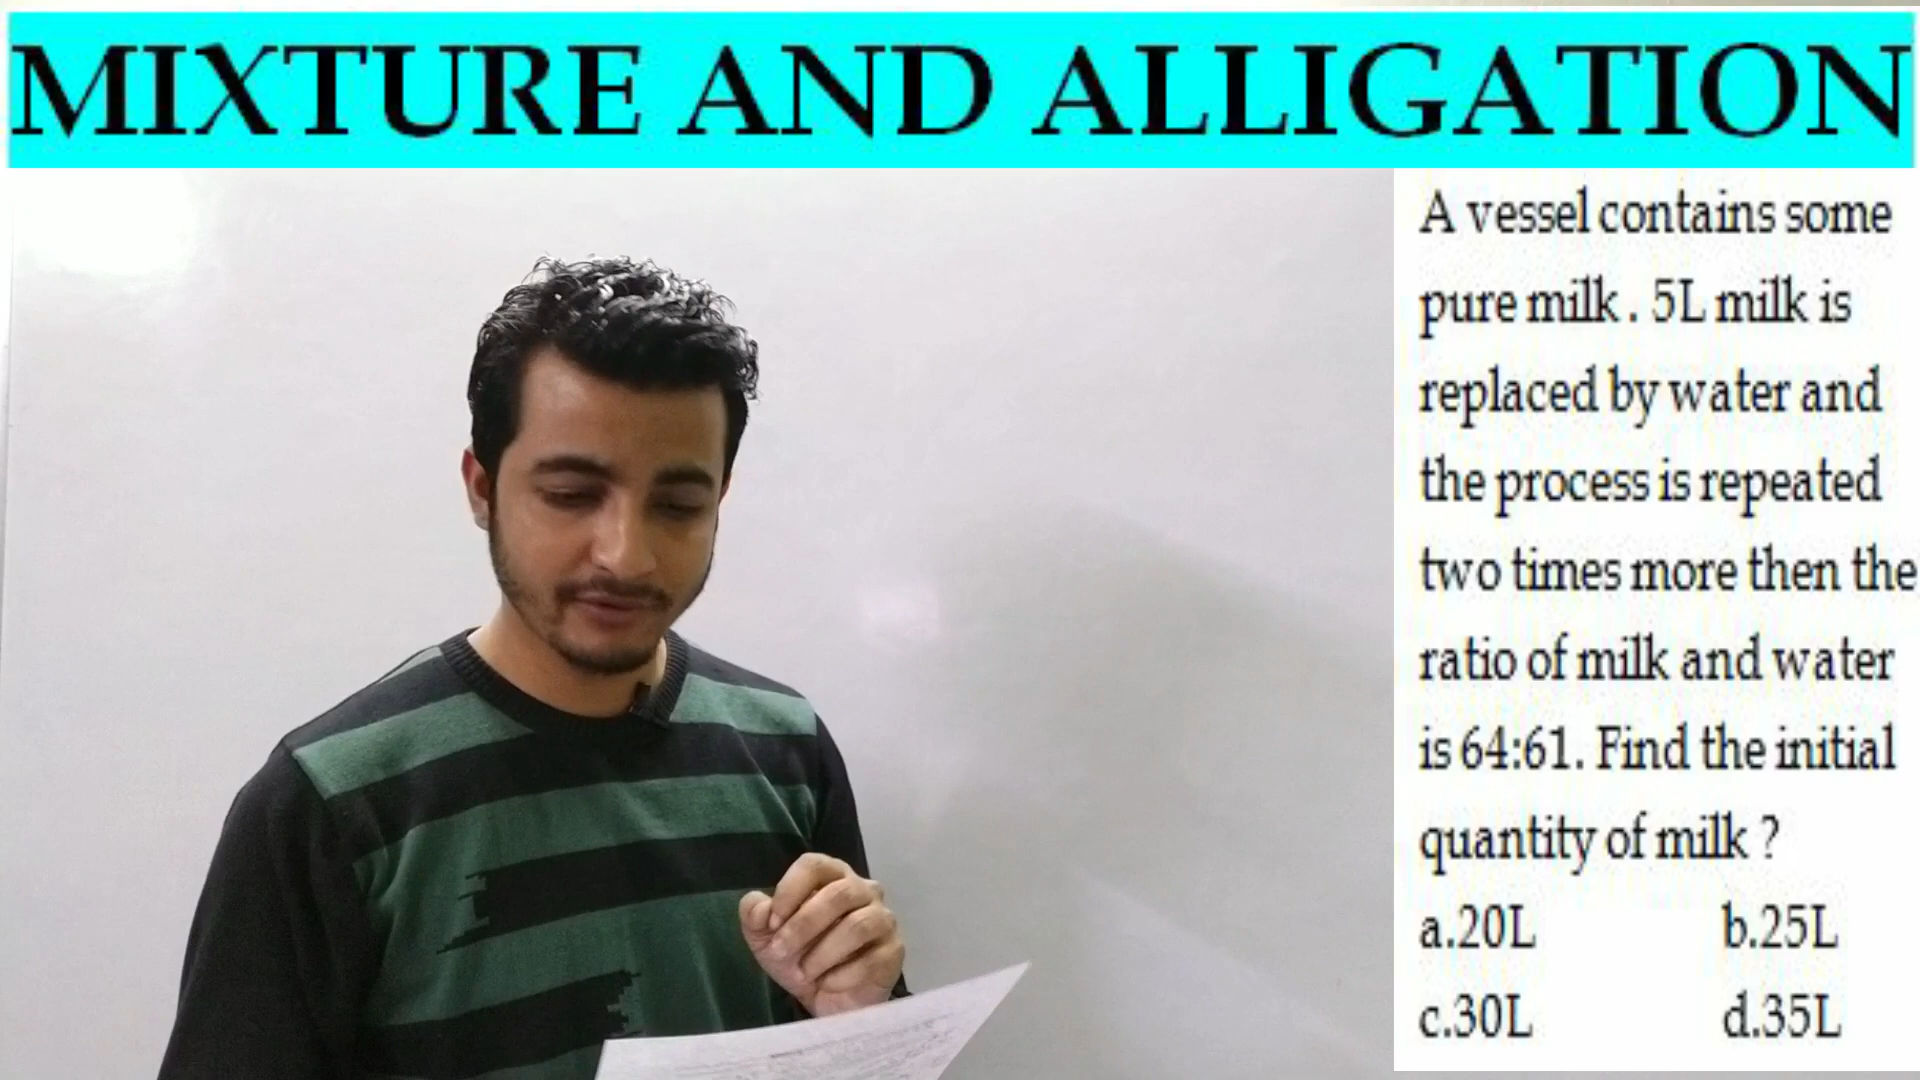 MIXTURE AND ALLIGATION
A vessel contains some
pure milk . 5L milk is
replaced by water and
the process is repeated
two times more then the
ratio of milk and water
is 64:61. Find the initial
quantity of milk ?
a.20L b.25L
c.30L d.35L